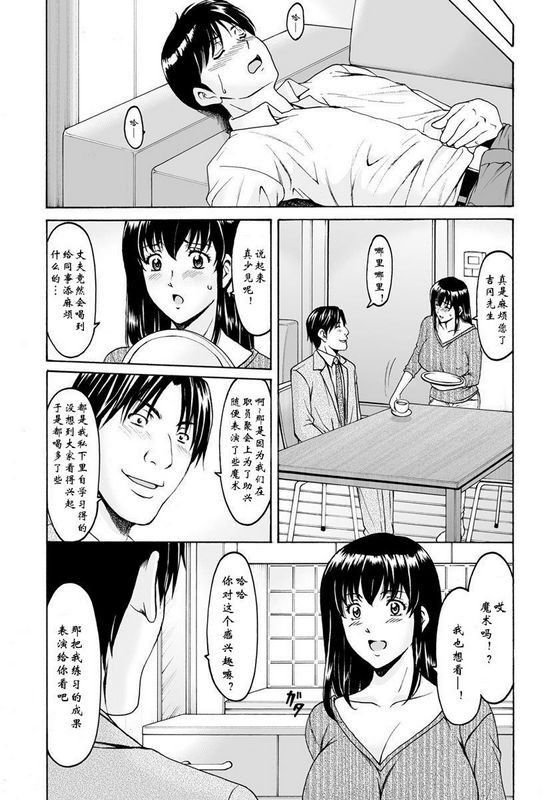 哈—
哈—
真是麻烦您了
吉冈先生
哪里哪里！
说起来
真少见吧！
丈夫竟然会喝到
给同事添麻烦
什么的…
啊~那是因为我们在
职员聚会上为了助兴
随便表演了些魔术
都是我私下里自学习得的
没想到大家看得兴起
于是都喝多了些
哎
魔术吗！？
我也想看—！
ガタ
哈哈
你对这个感兴趣嘛？
那把我练习的成果
表演给你看吧